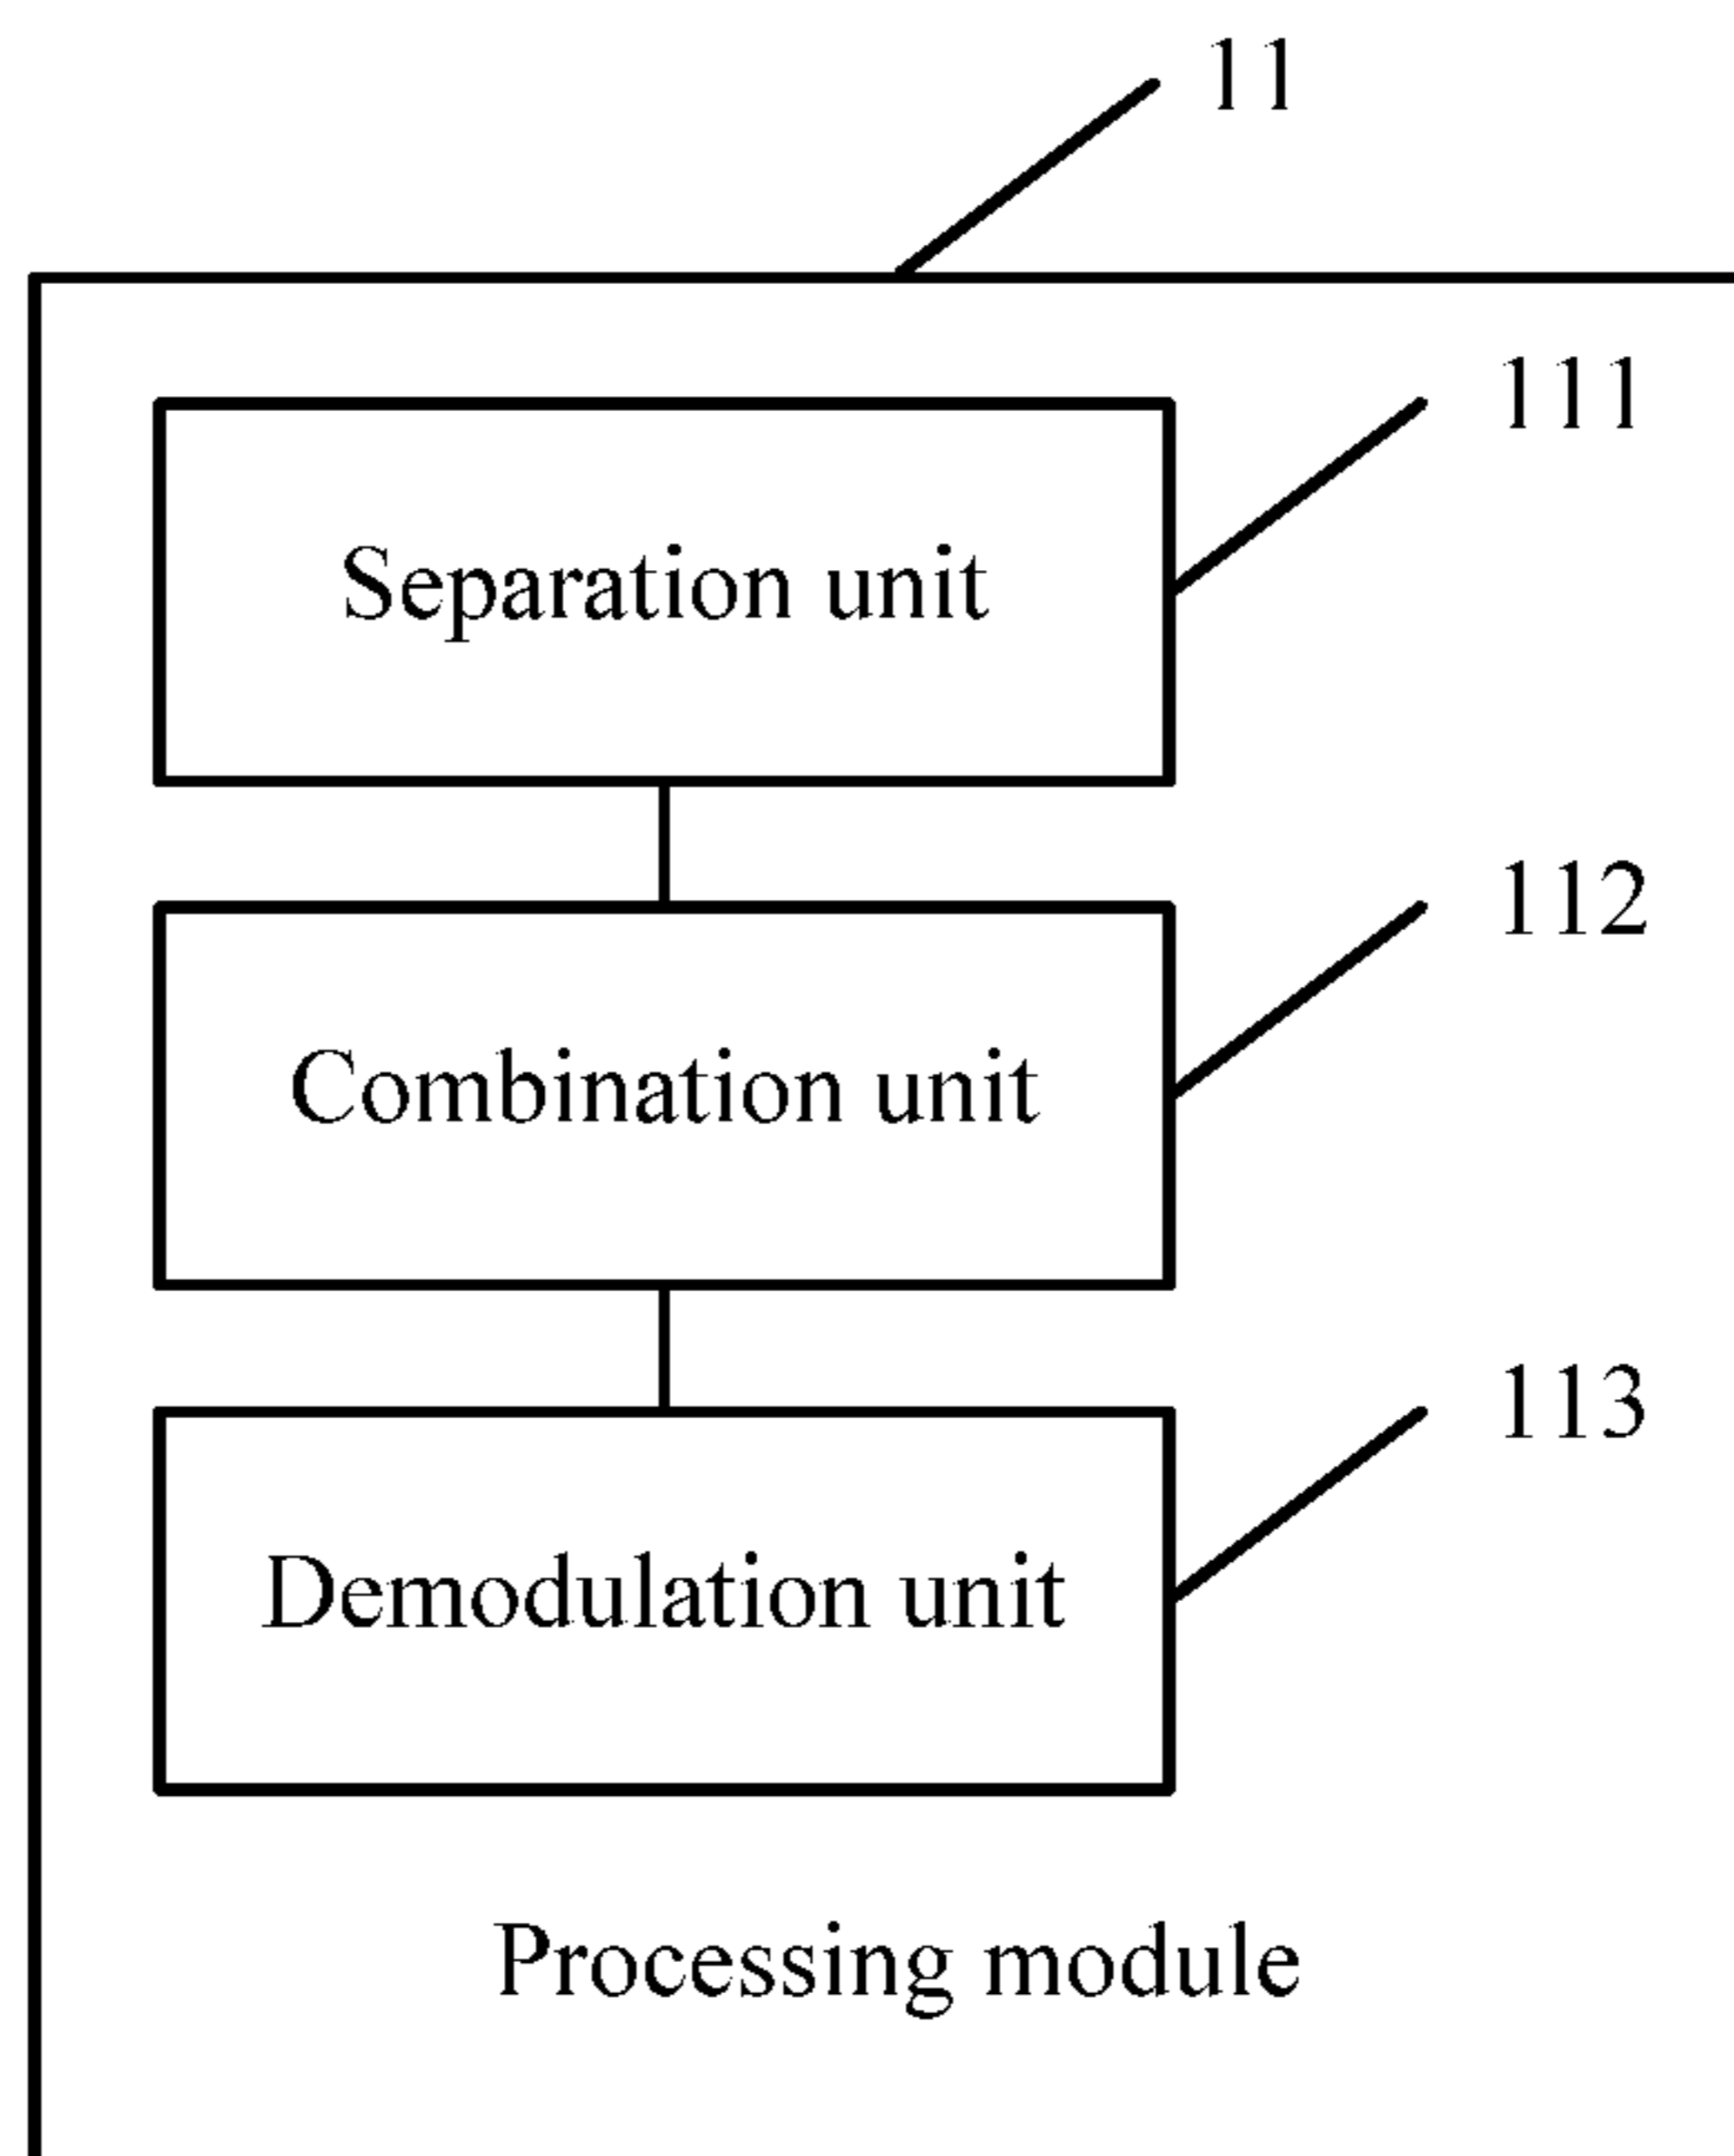 11
111
Separation unit
112
Combination unit
113
Demodulation unit
Processing module